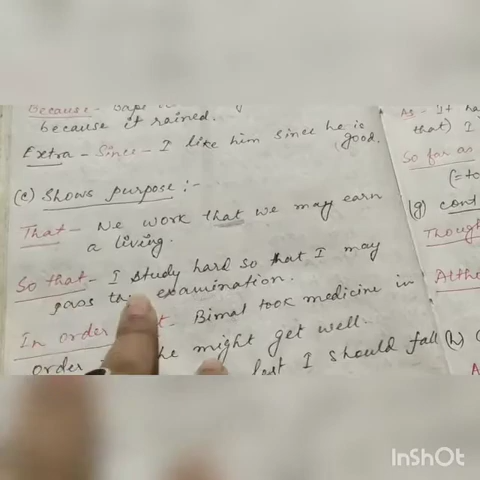 Because -
because it rained.
Extra - Since - I like him since he is
good.
(e) Shows purpose :-
That - We work that we may earn
a living.
So that - I study hard so that I may
pass the examination.
In order - Bimal took medicine in
order he might get well.
lest I should fall
As -
that) I
So far as
(g)
Though
(h)
InShOt